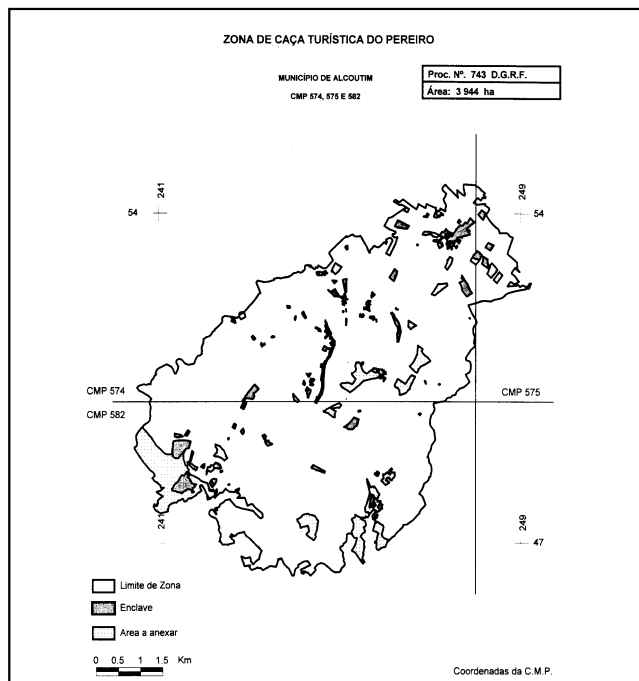 ZONA DE CAÇA TURÍSTICA DO PEREIRO
MUNICÍPIO DE ALCOUTIM
CMP 574, 575 E 582
Proc. Nº. 743 D.G.R.F.
Área: 3 944 ha
241
249
54
54
CMP 574
CMP 575
CMP 582
241
249
47
Limite de Zona
Enclave
Area a anexar
0 0.5 1 1.5 Km
Coordenadas da C.M.P.